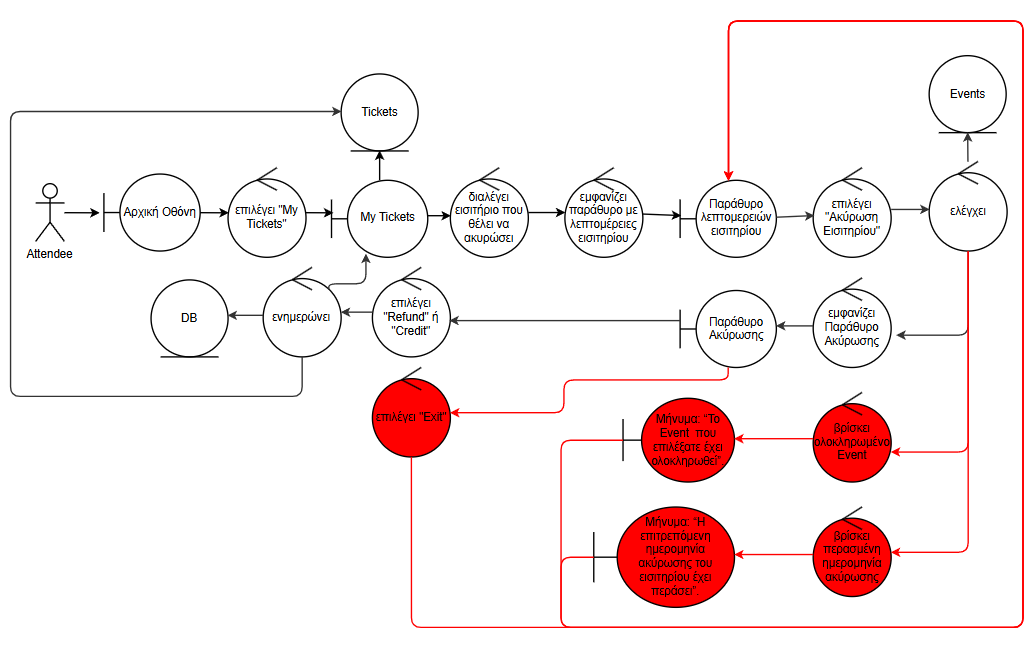 Tickets
Events
Attendee
Αρχική Οθόνη
επιλέγει "My
Tickets"
My Tickets
διαλέγει
εισιτήριο που
θέλει να
ακυρώσει
εμφανίζει
παράθυρο με
λεπτομέρειες
εισιτηρίου
Παράθυρο
λεπτομερειών
εισιτηρίου
επιλέγει
"Ακύρωση
Εισιτηρίου"
ελέγχει
DB
ενημερώνει
επιλέγει
"Refund" ή
"Credit"
Παράθυρο
Ακύρωσης
εμφανίζει
Παράθυρο
Ακύρωσης
επιλέγει "Exit"
Μήνυμα: “Το
Event που
επιλέξατε έχει
ολοκληρωθεί”.
βρίσκει
ολοκληρωμένο
Event
Μήνυμα: “Η
επιτρεπόμενη
ημερομηνία
ακύρωσης του
εισιτηρίου έχει
περάσει”.
βρίσκει
περασμένη
ημερομηνία
ακύρωσης